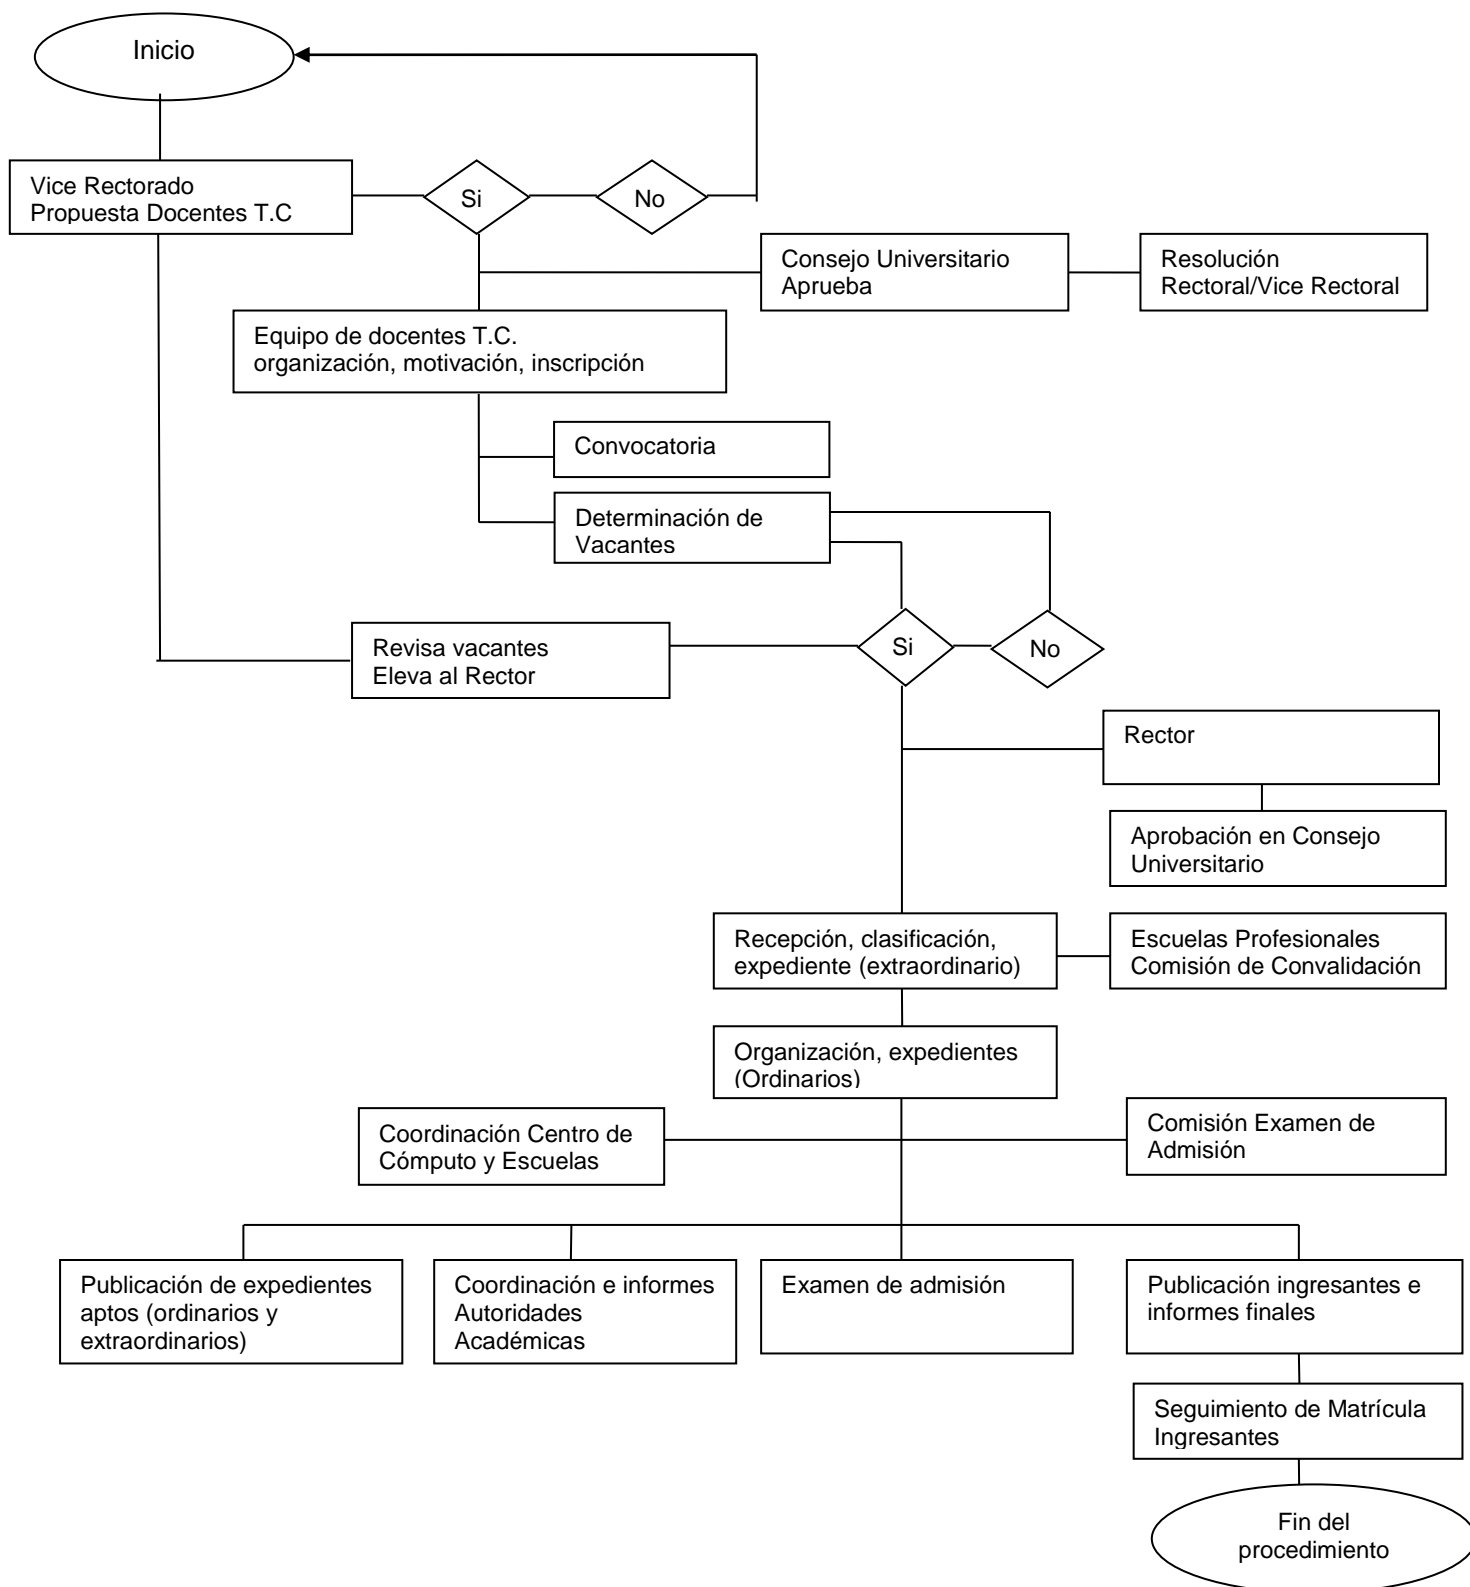 Inicio
Vice Rectorado
Propuesta Docentes T.C
Si
No
Consejo Universitario
Aprueba
Resolución
Rectoral/Vice Rectoral
Equipo de docentes T.C.
organización, motivación, inscripción
Convocatoria
Determinación de
Vacantes
Revisa vacantes
Eleva al Rector
Si
No
Rector
Aprobación en Consejo
Universitario
Recepción, clasificación,
expediente (extraordinario)
Escuelas Profesionales
Comisión de Convalidación
Organización, expedientes
(Ordinarios)
Coordinación Centro de
Cómputo y Escuelas
Comisión Examen de
Admisión
Publicación de expedientes
aptos (ordinarios y
extraordinarios)
Coordinación e informes
Autoridades
Académicas
Examen de admisión
Publicación ingresantes e
informes finales
Seguimiento de Matrícula
Ingresantes
Fin del
procedimiento